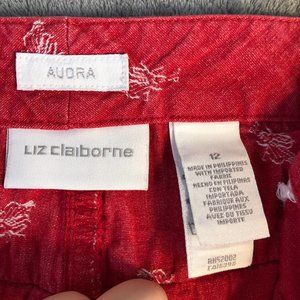 AUDRA
LIZ claiborne
12
MADE IN PHILIPPINES
WITH IMPORTED
FABRIC
HECHO EN FILIPINAS
CON TELA
IMPORTADA
FABRIQUE AUX
PHILIPPINES
AVEC DU TISSU
IMPORTE
RN52002